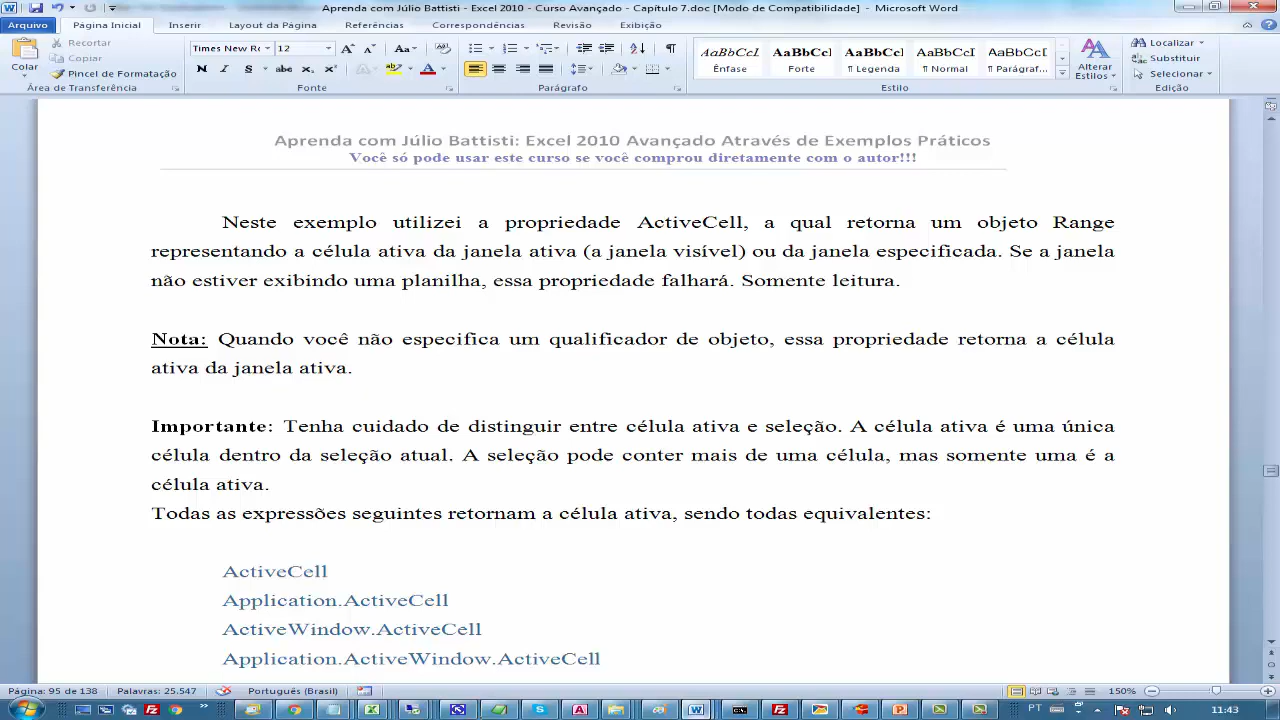 Aprenda com Júlio Battisti - Excel 2010 - Curso Avançado - Capítulo 7.doc [Modo de Compatibilidade] - Microsoft Word
Arquivo Página Inicial Inserir Layout da Página Referências Correspondências Revisão Exibição
Colar
Recortar
Copiar
Pincel de Formatação
Área de Transferência
Times New Ro 12
Fonte
Parágrafo
AaBbCcI AaBbCc AaBbCc AaBbCcI AaBbCcI
Ênfase Forte ¶ Legenda ¶ Normal ¶ Parágraf...
Alterar
Estilos
Estilo
Localizar
Substituir
Selecionar
Edição
Aprenda com Júlio Battisti: Excel 2010 Avançado Através de Exemplos Práticos
Você só pode usar este curso se você comprou diretamente com o autor!!!
Neste exemplo utilizei a propriedade ActiveCell, a qual retorna um objeto Range
representando a célula ativa da janela ativa (a janela visível) ou da janela especificada. Se a janela
não estiver exibindo uma planilha, essa propriedade falhará. Somente leitura.
Nota: Quando você não especifica um qualificador de objeto, essa propriedade retorna a célula
ativa da janela ativa.
Importante: Tenha cuidado de distinguir entre célula ativa e seleção. A célula ativa é uma única
célula dentro da seleção atual. A seleção pode conter mais de uma célula, mas somente uma é a
célula ativa.
Todas as expressões seguintes retornam a célula ativa, sendo todas equivalentes:
ActiveCell
Application.ActiveCell
ActiveWindow.ActiveCell
Application.ActiveWindow.ActiveCell
Página: 95 de 138 Palavras: 25.547 Português (Brasil) 150%
PT 11:43